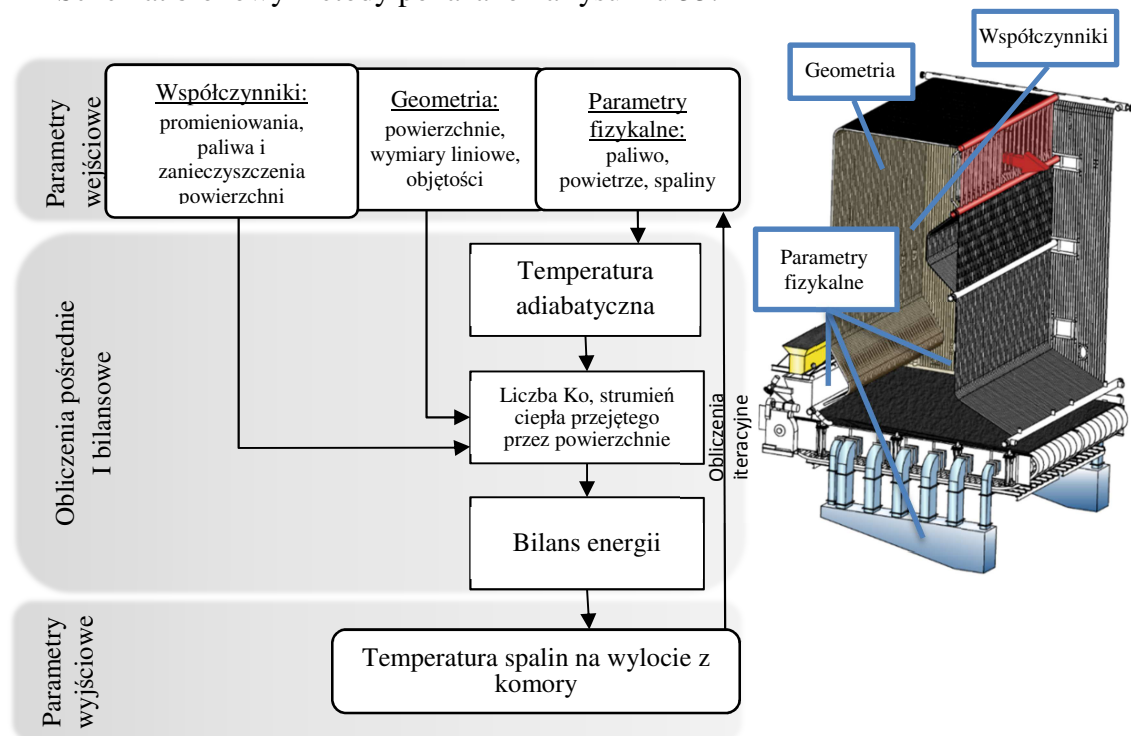 Parametry
wejściowe
Współczynniki:
promieniowania,
paliwa i
zanieczyszczenia
powierzchni
Geometria:
powierzchnie,
wymiary liniowe,
objętości
Parametry
fizykalne:
paliwo,
powietrze, spaliny
Obliczenia pośrednie
I bilansowe
Temperatura
adiabatyczna
Liczba Ko, strumień
ciepła przejętego
przez powierzchnie
Bilans energii
Obliczenia
iteracyjne
Parametry
wyjściowe
Temperatura spalin na wylocie z
komory
Geometria
Współczynniki
Parametry
fizykalne